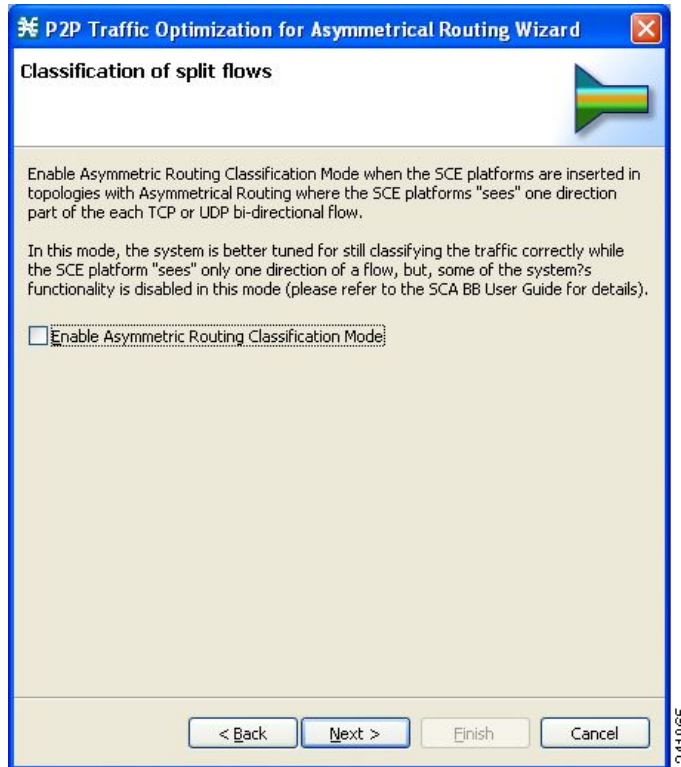 P2P Traffic Optimization for Asymmetrical Routing Wizard
Classification of split flows
Enable Asymmetric Routing Classification Mode when the SCE platforms are inserted in
topologies with Asymmetrical Routing where the SCE platforms "sees" one direction
part of the each TCP or UDP bi-directional flow.
In this mode, the system is better tuned for still classifying the traffic correctly while
the SCE platform "sees" only one direction of a flow, but, some of the system?s
functionality is disabled in this mode (please refer to the SCA BB User Guide for details).
Enable Asymmetric Routing Classification Mode
< Back Next > Finish Cancel